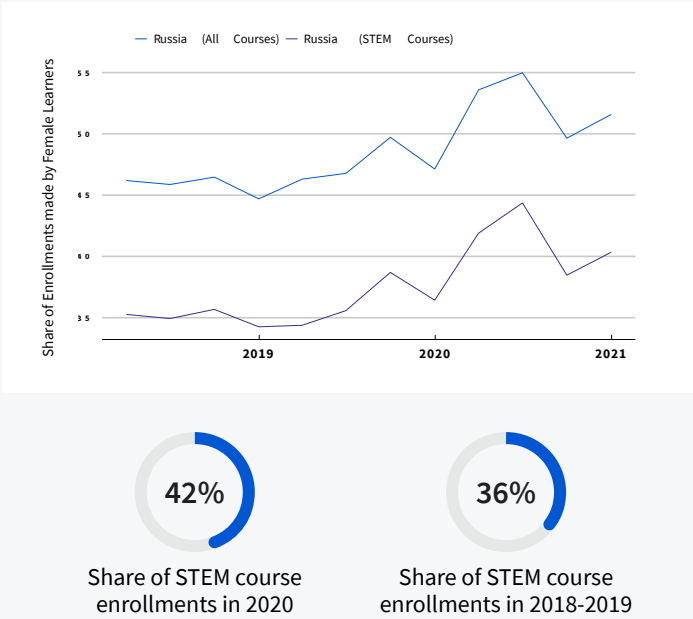 Russia (All Courses) Russia (STEM Courses)
Share of Enrollments made by Female Learners
55
50
45
40
35
2019 2020 2021
42% 36%
Share of STEM course
enrollments in 2020
Share of STEM course
enrollments in 2018-2019